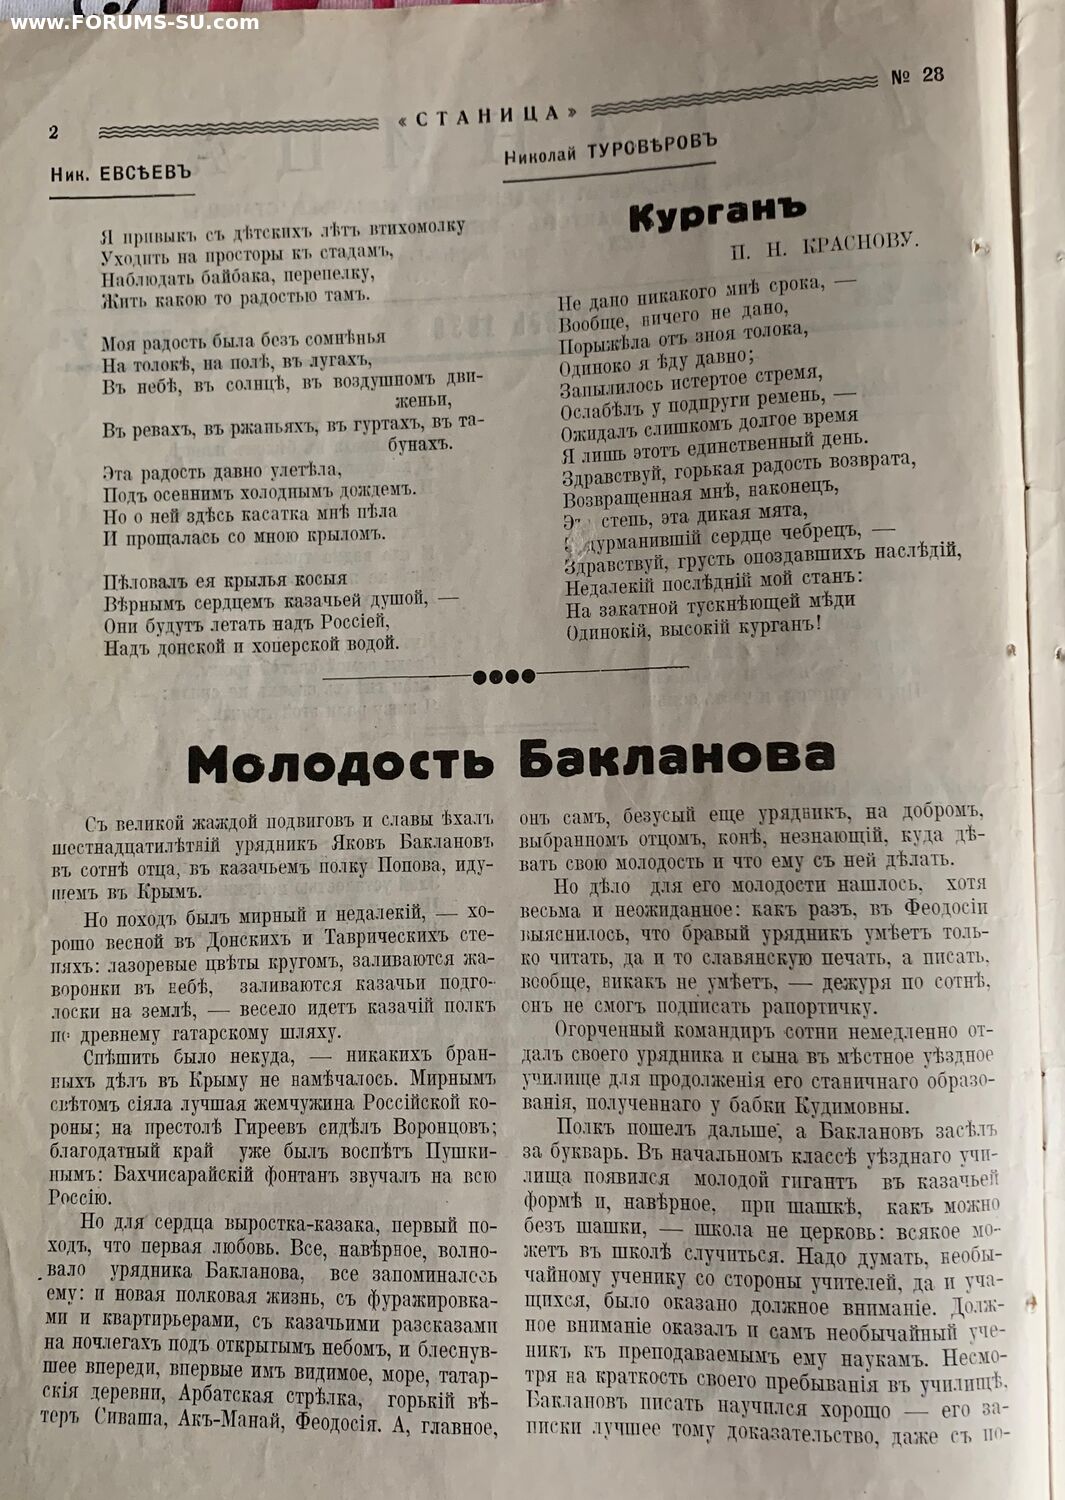 www.FORUMS-SU.com
2
«СТАНИЦА»
№ 28
Ник. ЕВСѢЕВЪ
Я привыкъ съ дѣтскихъ лѣтъ втихомолку
Уходить на просторы къ стадамъ,
Наблюдать байбака, перепелку,
Жить какою то радостью тамъ.
Моя радость была безъ сомнѣнья
На толокѣ, на полѣ, въ лугахъ,
Въ небѣ, въ солнцѣ, въ воздушномъ дви-
женьи,
Въ ревахъ, въ ржаньяхъ, въ гуртахъ, въ та-
бунахъ.
Эта радость давно улетѣла,
Подъ осеннимъ холоднымъ дождемъ.
Но о ней здѣсь касатка мнѣ пѣла
И прощалась со мною крыломъ.
Цѣловалъ ея крылья косыя
Вѣрнымъ сердцемъ казачьей душой, —
Они будутъ летать надъ Россіей,
Надъ донской и хоперской водой.
Николай ТУРОВѢРОВЪ
Курганъ
П. Н. КРАСНОВУ.
Не дано никакого мнѣ срока, —
Вообще, ничего не дано,
Порыжѣла отъ зноя толока,
Одиноко я ѣду давно;
Запылилось истертое стремя,
Ослабѣлъ у подпруги ремень, —
Ожидалъ слишкомъ долгое время
Я лишь этотъ единственный день.
Здравствуй, горькая радость возврата,
Возвращенная мнѣ, наконецъ,
степь, эта дикая мята,
дурманившій сердце чебрецъ, —
Здравствуй, грусть опоздавшихъ наслѣдій,
Недалекій послѣдній мой станъ:
На закатной тускнѣющей мѣди
Одинокій, высокій курганъ!
Молодость Бакланова
Съ великой жаждой подвиговъ и славы ѣхалъ
шестнадцатилѣтній урядникъ Яковъ Баклановъ
въ сотнѣ отца, въ казачьемъ полку Попова, иду-
щемъ въ Крымъ.
Но походъ былъ мирный и недалекій, — хо-
рошо весной въ Донскихъ и Таврическихъ сте-
пяхъ: лазоревые цвѣты кругомъ, заливаются жа-
воронки въ небѣ, заливаются казачьи подго-
лоски на землѣ, — весело идетъ казачій полкъ
по древнему татарскому шляху.
Спѣшить было некуда, — никакихъ бран-
ныхъ дѣлъ въ Крыму не намѣчалось. Мирнымъ
свѣтомъ сіяла лучшая жемчужина Россійской ко-
роны; на престолѣ Гиреевъ сидѣлъ Воронцовъ;
благодатный край уже былъ воспѣтъ Пушки-
нымъ: Бахчисарайскій фонтанъ звучалъ на всю
Россію.
Но для сердца выростка-казака, первый по-
ходъ, что первая любовь. Все, навѣрное, волно-
вало урядника Бакланова, все запоминалось
ему: и новая полковая жизнь, съ фуражировка-
ми и квартирьерами, съ казачьими разсказами
на ночлегахъ подъ открытымъ небомъ, и блеснув-
шее впереди, впервые имъ видимое, море, татар-
скія деревни, Арбатская стрѣлка, горькій вѣ-
теръ Сиваша, Акъ-Манай, Феодосія. А, главное,
онъ самъ, безусый еще урядникъ, на добромъ,
выбранномъ отцомъ, конѣ, незнающій, куда дѣ-
вать свою молодость и что ему съ ней дѣлать.
Но дѣло для его молодости нашлось, хотя
весьма и неожиданное: какъ разъ, въ Феодосіи
выяснилось, что бравый урядникъ умѣетъ толь-
ко читать, да и то славянскую печать, а писать,
вообще, никакъ не умѣетъ, — дежуря по сотнѣ,
онъ не смогъ подписать рапортичку.
Огорченный командиръ сотни немедленно от-
далъ своего урядника и сына въ мѣстное уѣздное
училище для продолженія его станичнаго образо-
ванія, полученнаго у бабки Кудимовны.
Полкъ пошелъ дальше, а Баклановъ засѣлъ
за букварь. Въ начальномъ классѣ уѣзднаго учи-
лища появился молодой гигантъ въ казачьей
формѣ и, навѣрное, при шашкѣ, какъ можно
безъ шашки, — школа не церковь: всякое мо-
жетъ въ школѣ случиться. Надо думать, необы-
чайному ученику со стороны учителей, да и уча-
щихся, было оказано должное вниманіе. Долж-
ное вниманіе оказалъ и самъ необычайный уче-
никъ къ преподаваемымъ ему наукамъ. Несмо-
тря на краткость своего пребыванія въ училищѣ,
Баклановъ писать научился хорошо — его за-
писки лучшее тому доказательство, даже съ по-